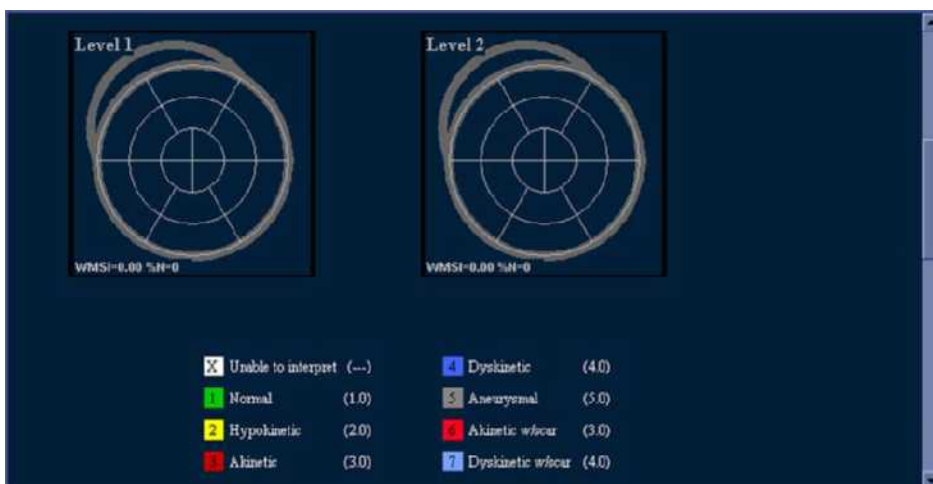 Level 1
Level 2
WMSI=0.00 %N=0
WMSI=0.00 %N=0
X Unable to interpret (---)
4 Dyskinetic (4.0)
1 Normal (1.0)
5 Aneurysmal (5.0)
2 Hypokinetic (2.0)
6 Akinetic w/scar (3.0)
3 Akinetic (3.0)
7 Dyskinetic w/scar (4.0)